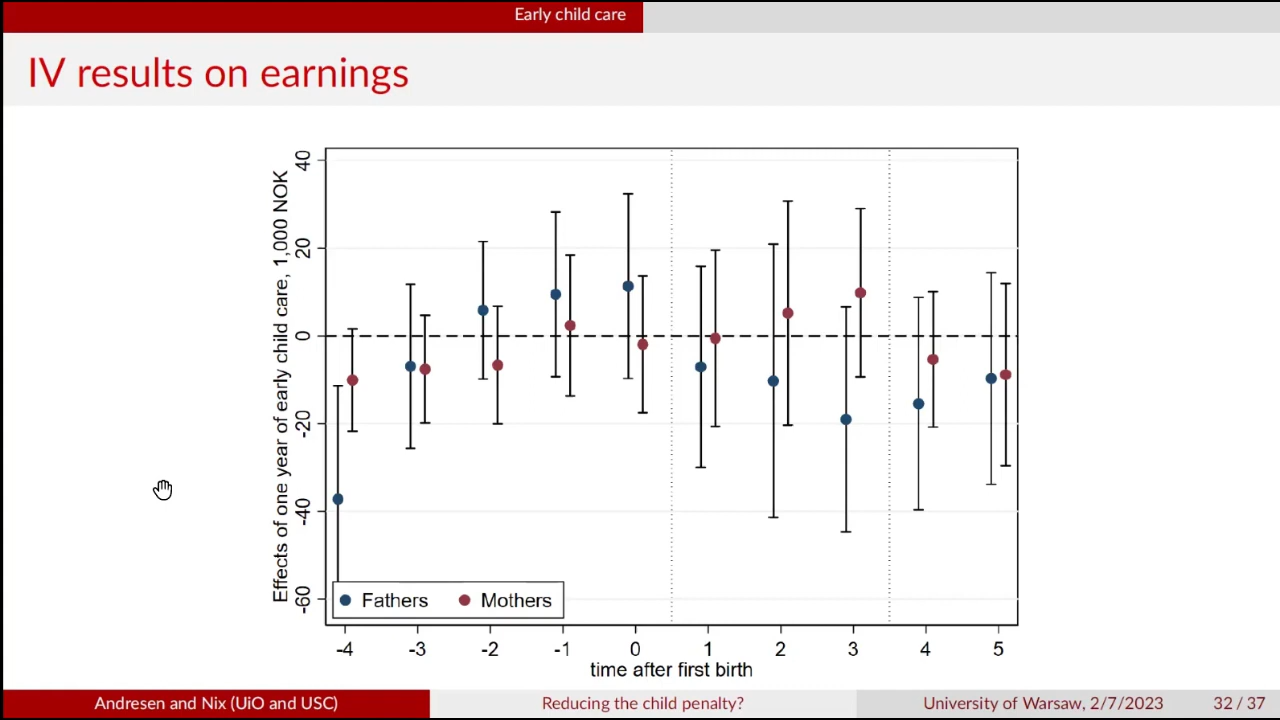 Early child care
IV results on earnings
Effects of one year of early child care, 1,000 NOK
40
20
0
-20
-40
-60
Fathers
Mothers
-4 -3 -2 -1 0 1 2 3 4 5
time after first birth
Andresen and Nix (UiO and USC) Reducing the child penalty? University of Warsaw, 2/7/2023 32 / 37